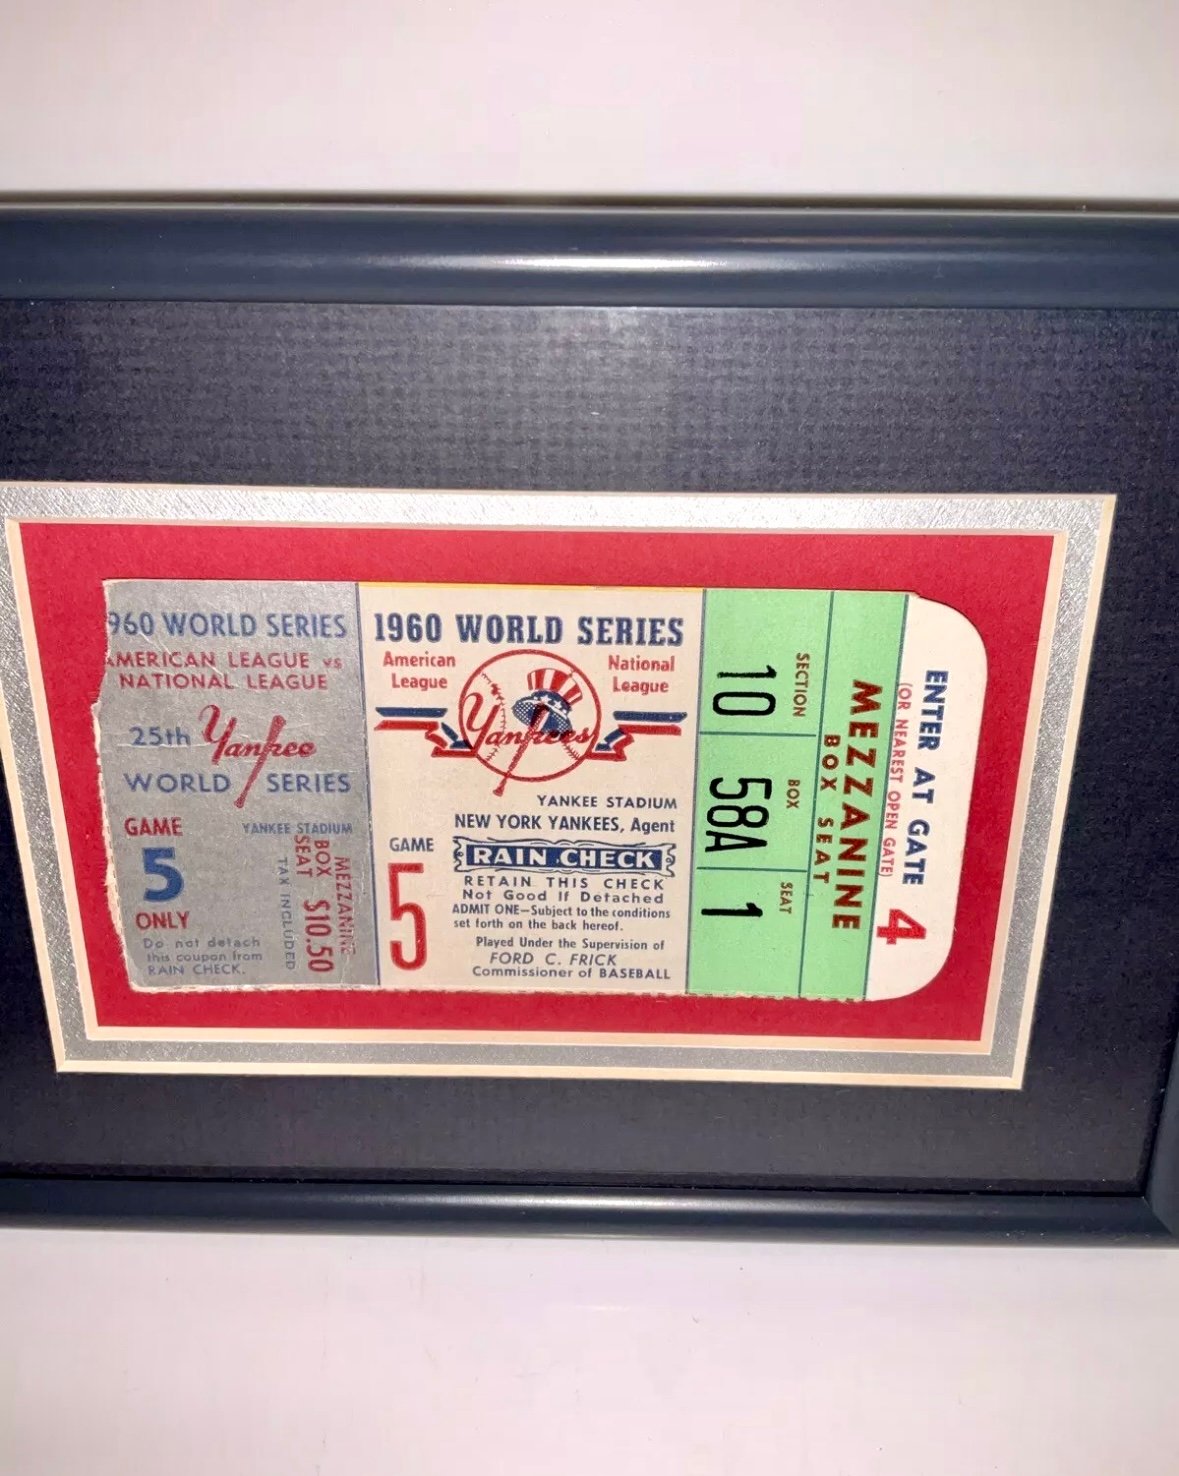 960 WORLD SERIES
AMERICAN LEAGUE vs
NATIONAL LEAGUE
25th Yankee
WORLD SERIES
GAME
5
ONLY
Do not detach
this coupon from
RAIN CHECK.
YANKEE STADIUM
MEZZANINE
BOX
SEAT $10.50
TAX INCLUDED
1960 WORLD SERIES
American
League
National
League
Yankees
YANKEE STADIUM
NEW YORK YANKEES, Agent
GAME
5
RAIN CHECK
RETAIN THIS CHECK
Not Good If Detached
ADMIT ONE—Subject to the conditions
set forth on the back hereof.
Played Under the Supervision of
FORD C. FRICK
Commissioner of BASEBALL
SECTION
10
BOX
58A
SEAT
1
MEZZANINE
BOX SEAT
ENTER AT GATE
(OR NEAREST OPEN GATE)
4